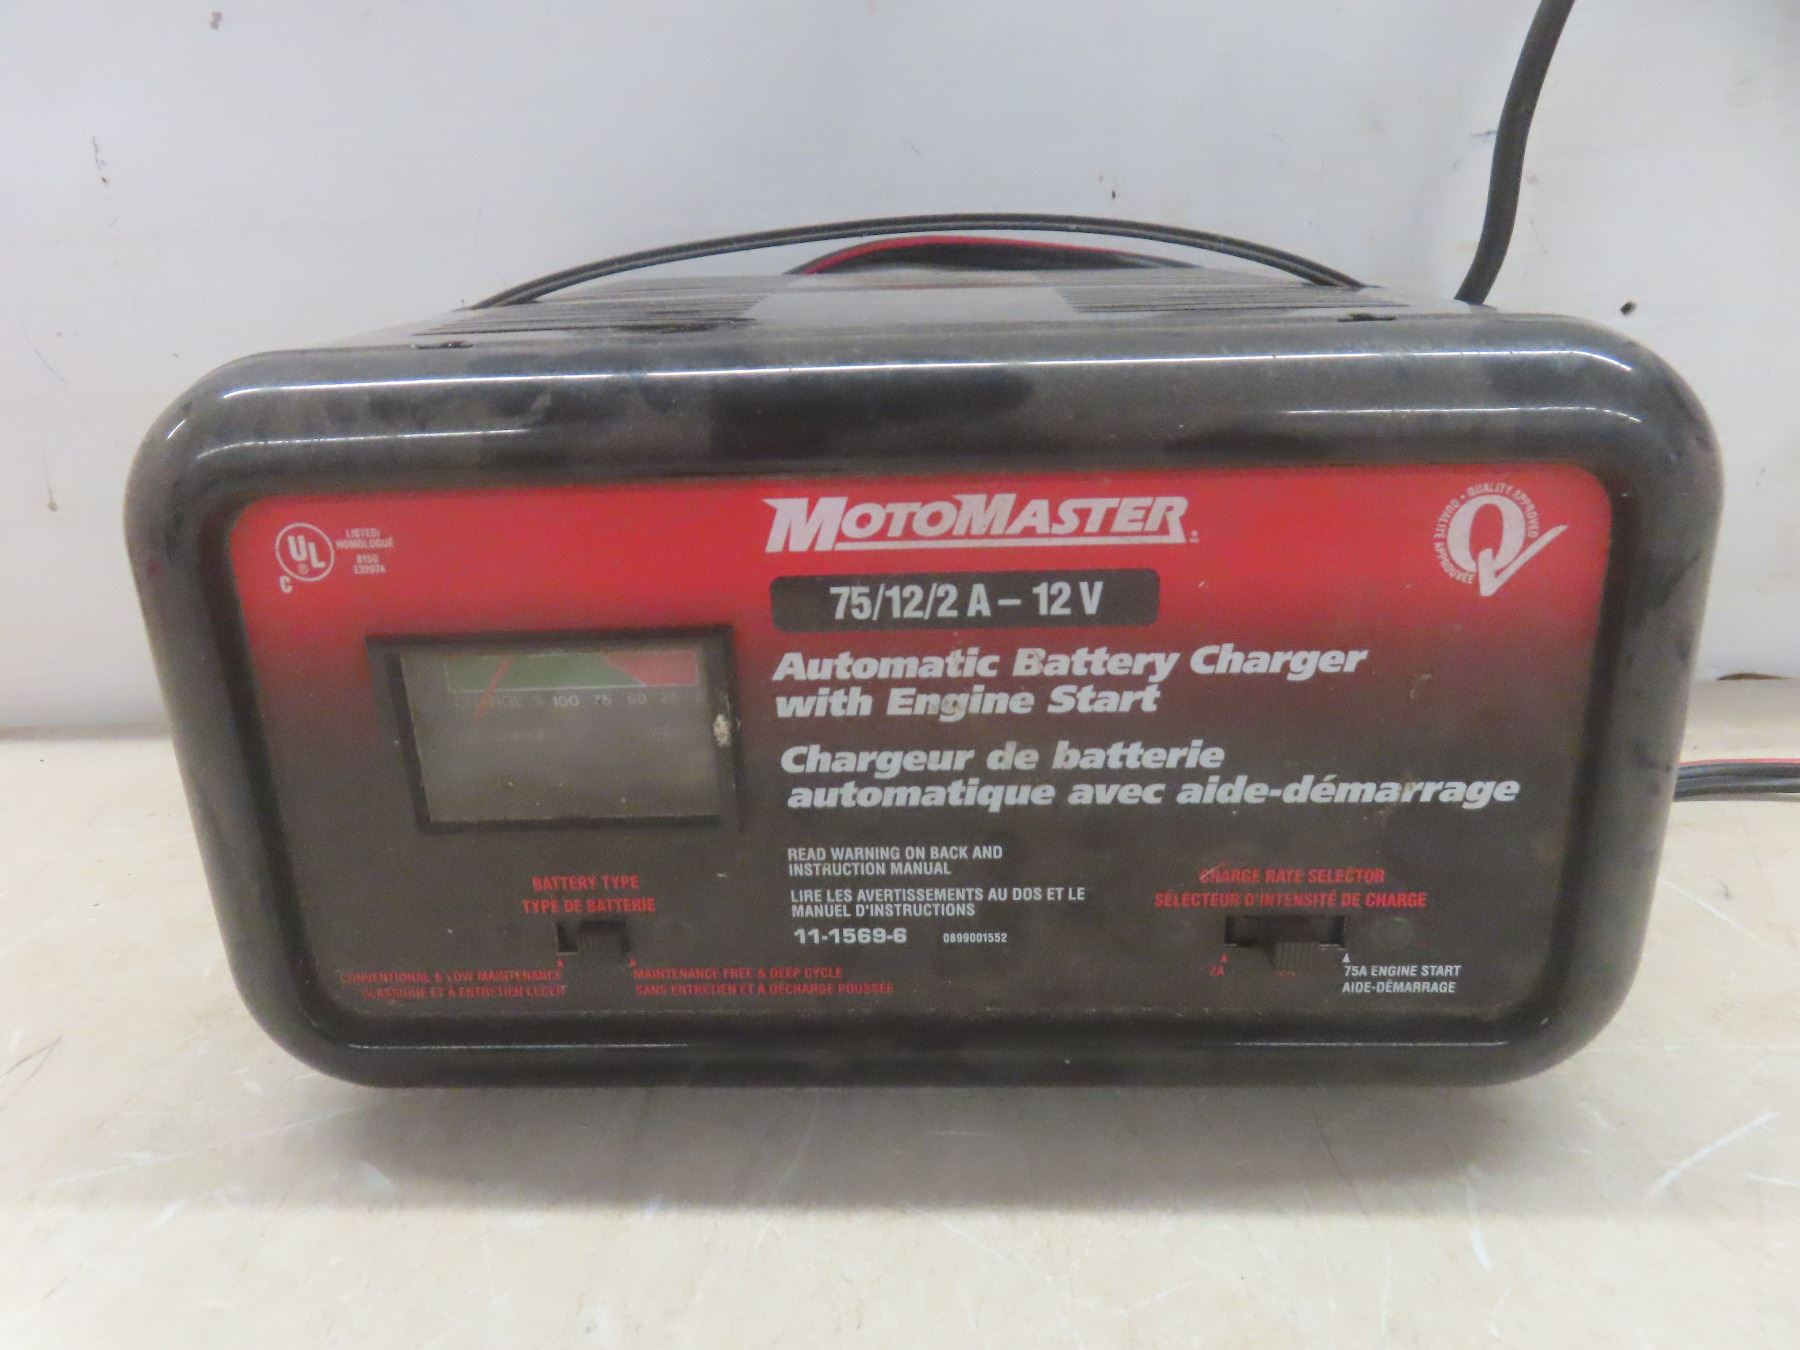 MOTOMASTER
UL
C
LISTED:
HOMOLOGUÉ
815G
E32074
QUALITY APPROVED • QUALITÉ APPROUVÉE
75/12/2 A – 12 V
Automatic Battery Charger
with Engine Start
Chargeur de batterie
automatique avec aide-démarrage
CHARGE % 100 75 50 25
READ WARNING ON BACK AND
INSTRUCTION MANUAL
LIRE LES AVERTISSEMENTS AU DOS ET LE
MANUEL D'INSTRUCTIONS
11-1569-6 0899001552
BATTERY TYPE
TYPE DE BATTERIE
CONVENTIONAL & LOW MAINTENANCE
CLASSIQUE ET À ENTRETIEN LÉGER
MAINTENANCE FREE & DEEP CYCLE
SANS ENTRETIEN ET À DÉCHARGE POUSSÉE
CHARGE RATE SELECTOR
SÉLECTEUR D'INTENSITÉ DE CHARGE
2A
75A ENGINE START
AIDE-DÉMARRAGE